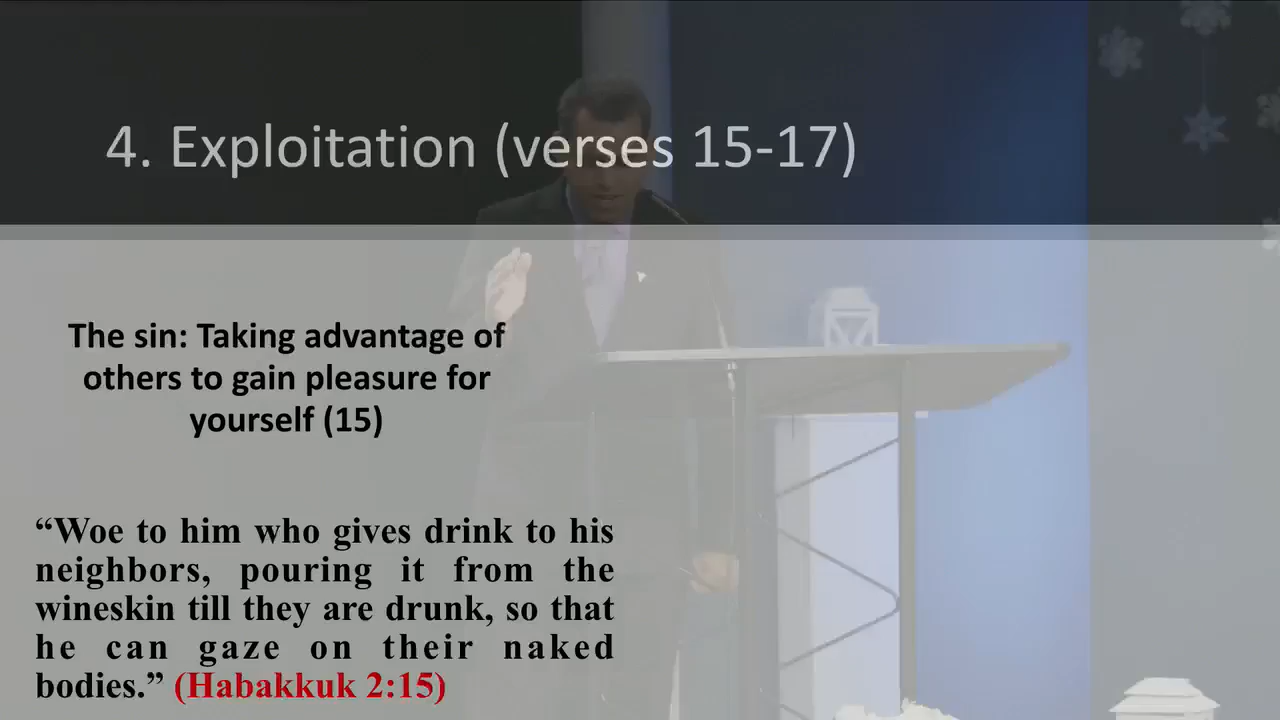 4. Exploitation (verses 15-17)
The sin: Taking advantage of
others to gain pleasure for
yourself (15)
“Woe to him who gives drink to his
neighbors, pouring it from the
wineskin till they are drunk, so that
he can gaze on their naked
bodies.” (Habakkuk 2:15)